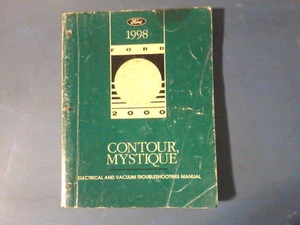 Ford
1998
FORD
2000
CONTOUR,
MYSTIQUE
ELECTRICAL AND VACUUM TROUBLESHOOTING MANUAL